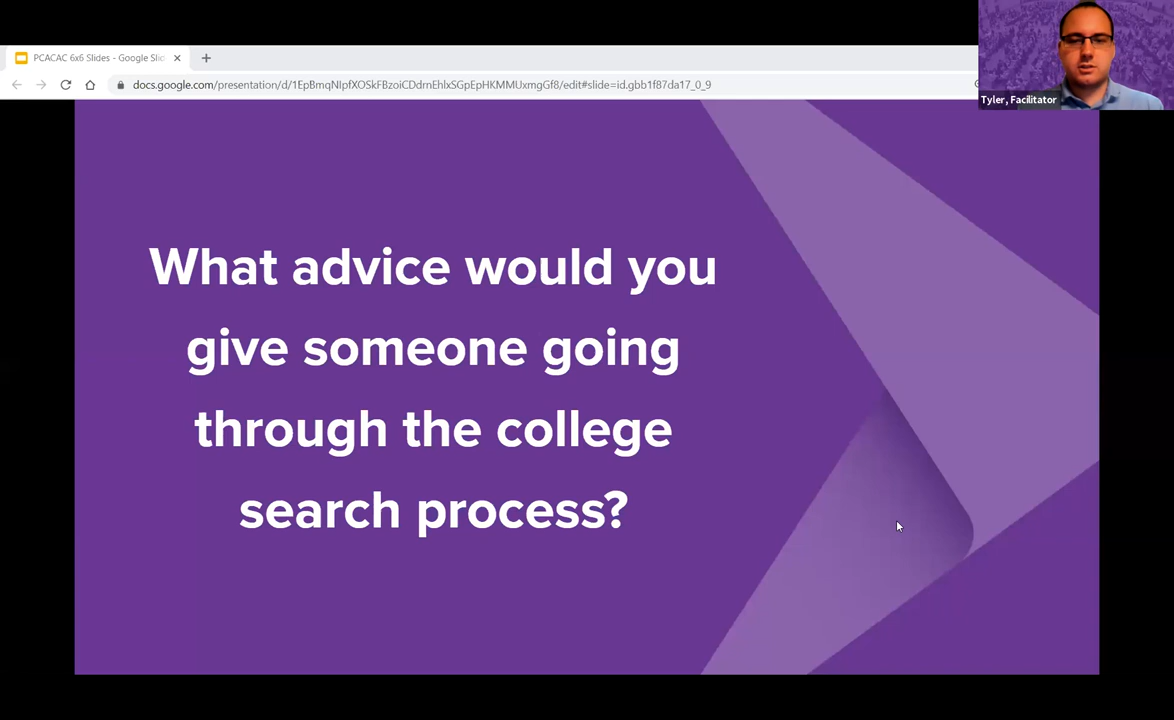 PCACAC 6x6 Slides - Google Sli
docs.google.com/presentation/d/1EpBmqNIpfXOSkFBzoiCDdrnEhlxSGpEpHKMMUxmgGf8/edit#slide=id.gbb1f87da17_0_9
Tyler, Facilitator
What advice would you
give someone going
through the college
search process?